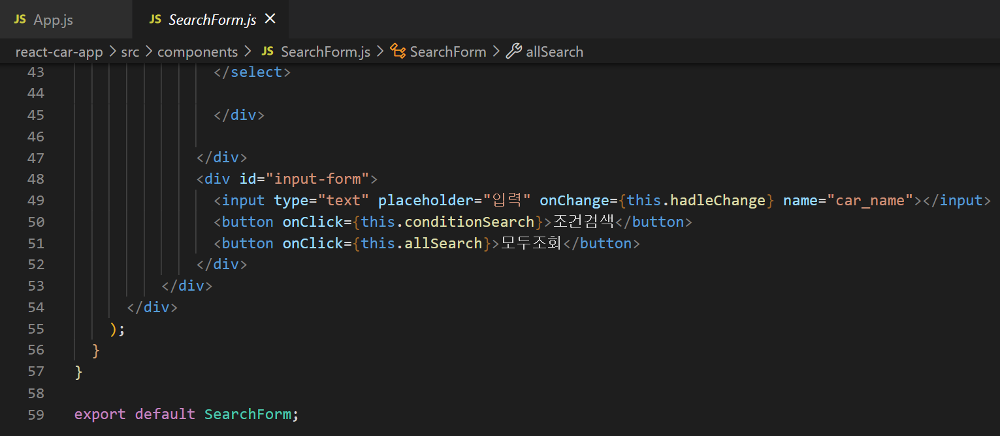 JS App.js JS SearchForm.js ×
react-car-app > src > components > JS SearchForm.js > SearchForm > allSearch
43 </select>
44
45 </div>
46
47 </div>
48 <div id="input-form">
49 <input type="text" placeholder="입력" onChange={this.hadleChange} name="car_name"></input>
50 <button onClick={this.conditionSearch}>조건검색</button>
51 <button onClick={this.allSearch}>모두조회</button>
52 </div>
53 </div>
54 </div>
55 );
56 }
57 }
58
59 export default SearchForm;